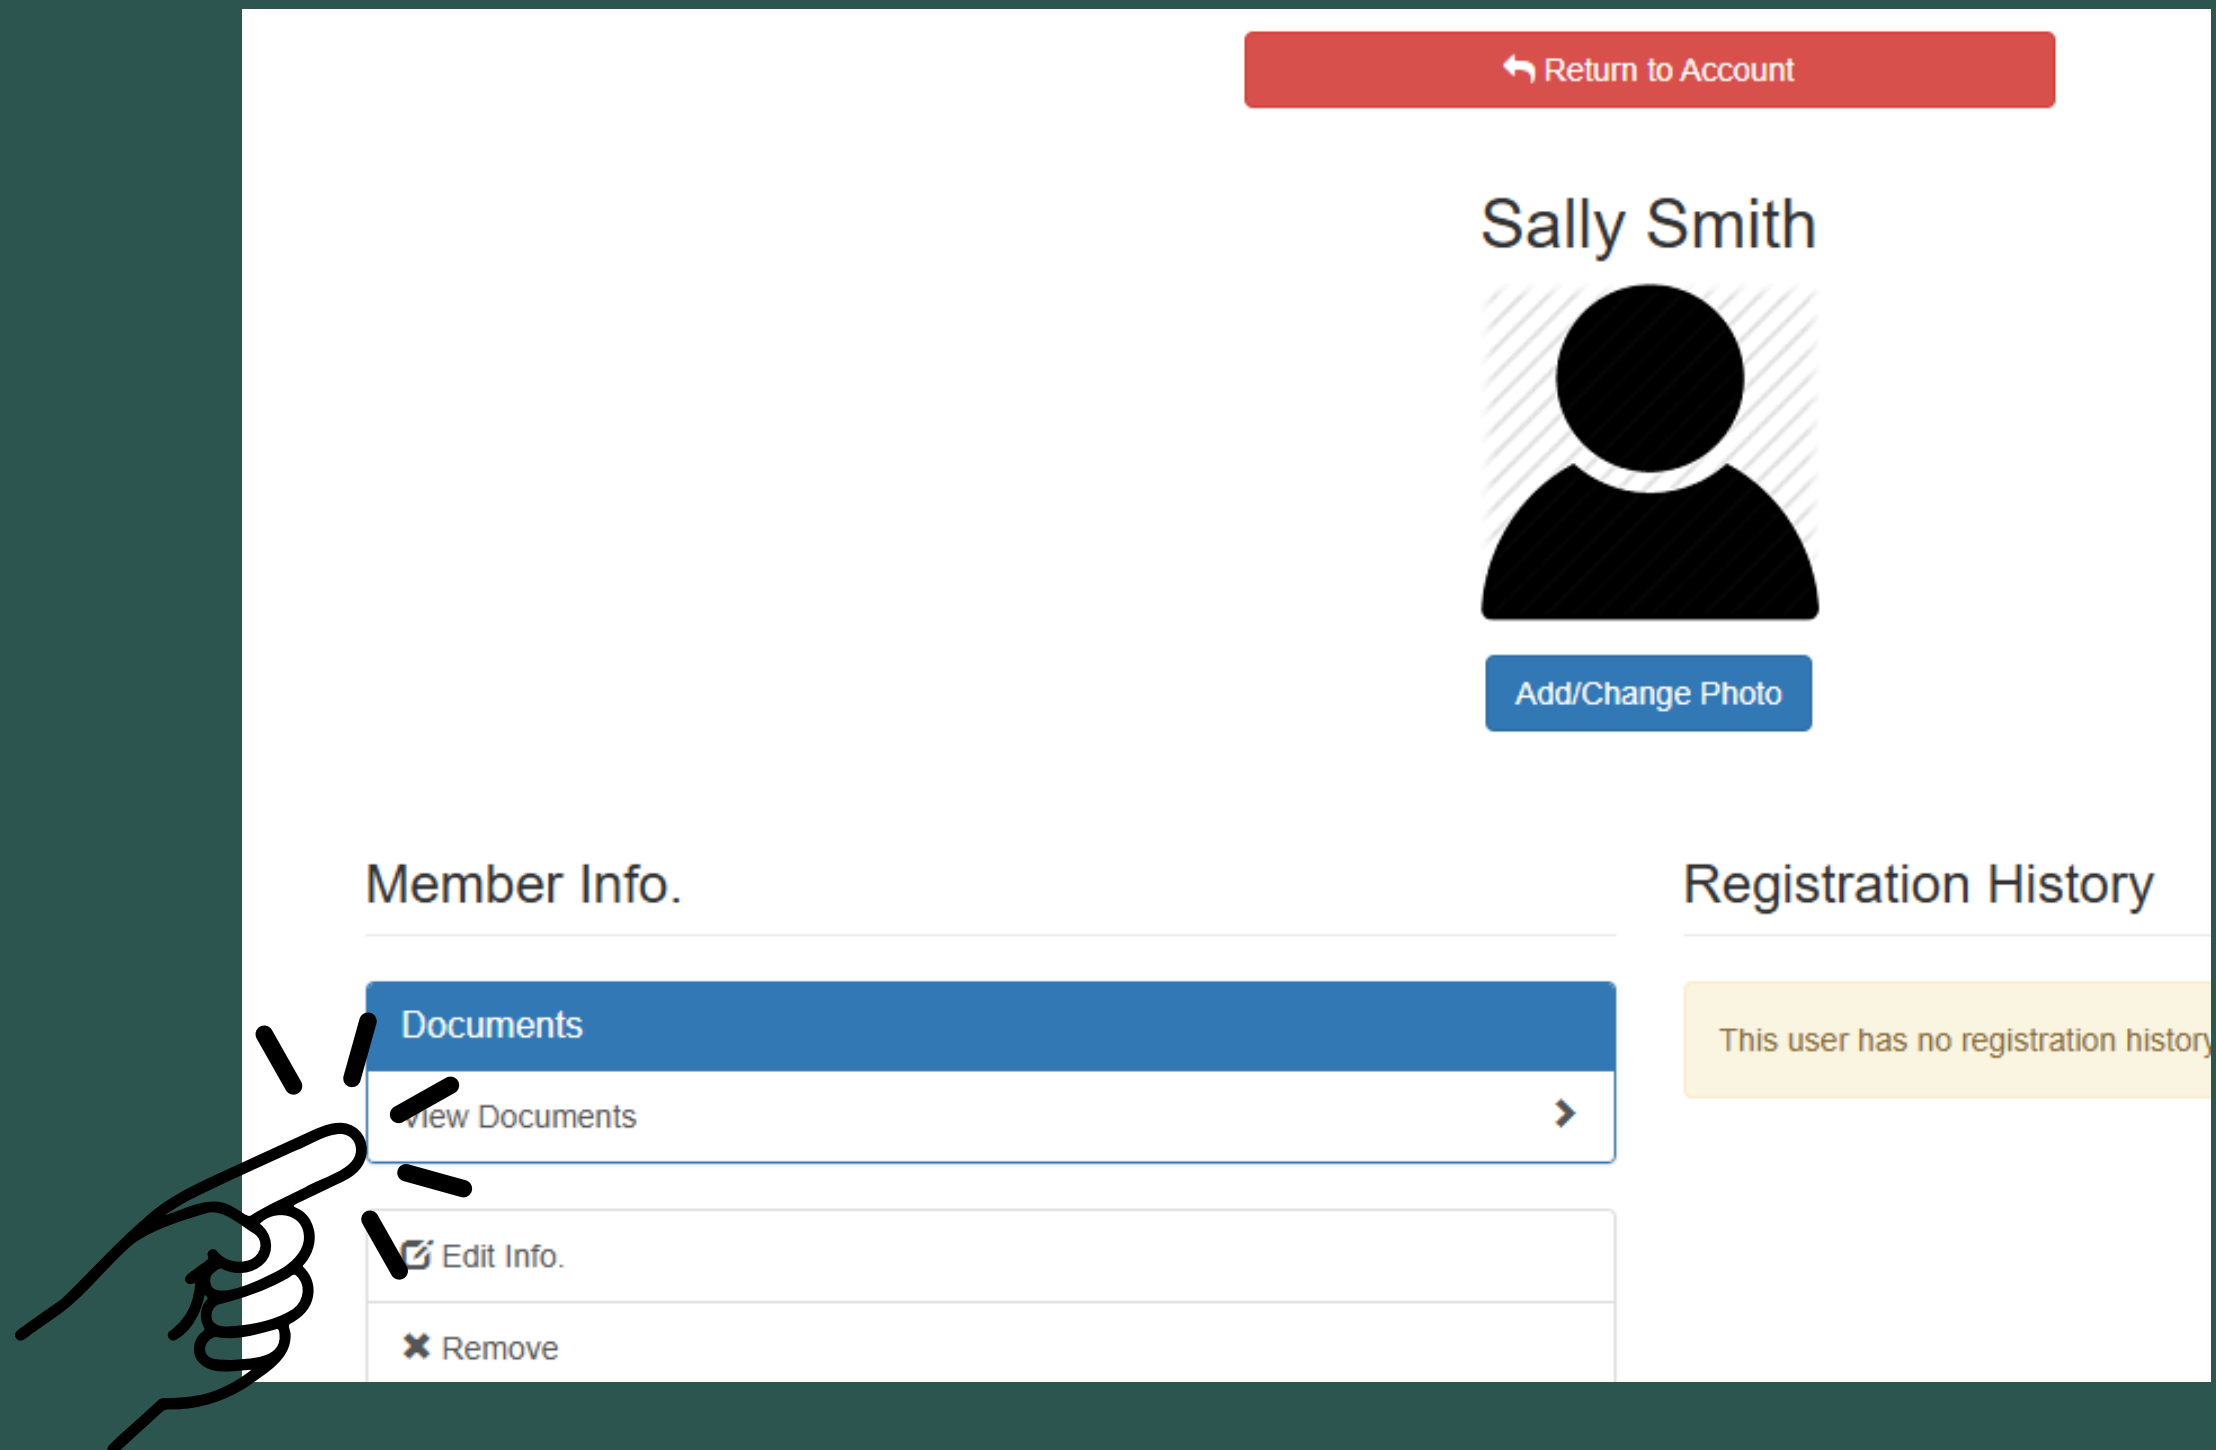 Return to Account
Sally Smith
Add/Change Photo
Member Info.
Registration History
Documents
This user has no registration history
View Documents
Edit Info.
Remove